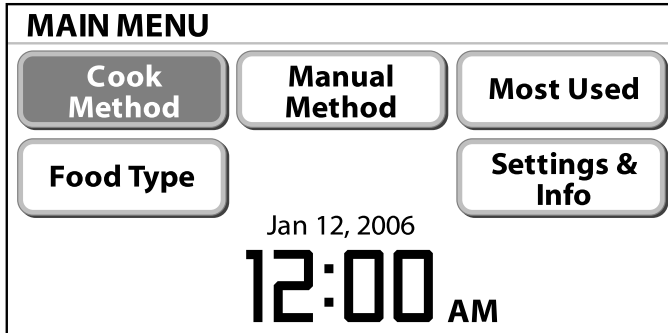 MAIN MENU
Cook
Method
Manual
Method
Most Used
Food Type
Settings &
Info
Jan 12, 2006
12:00 AM